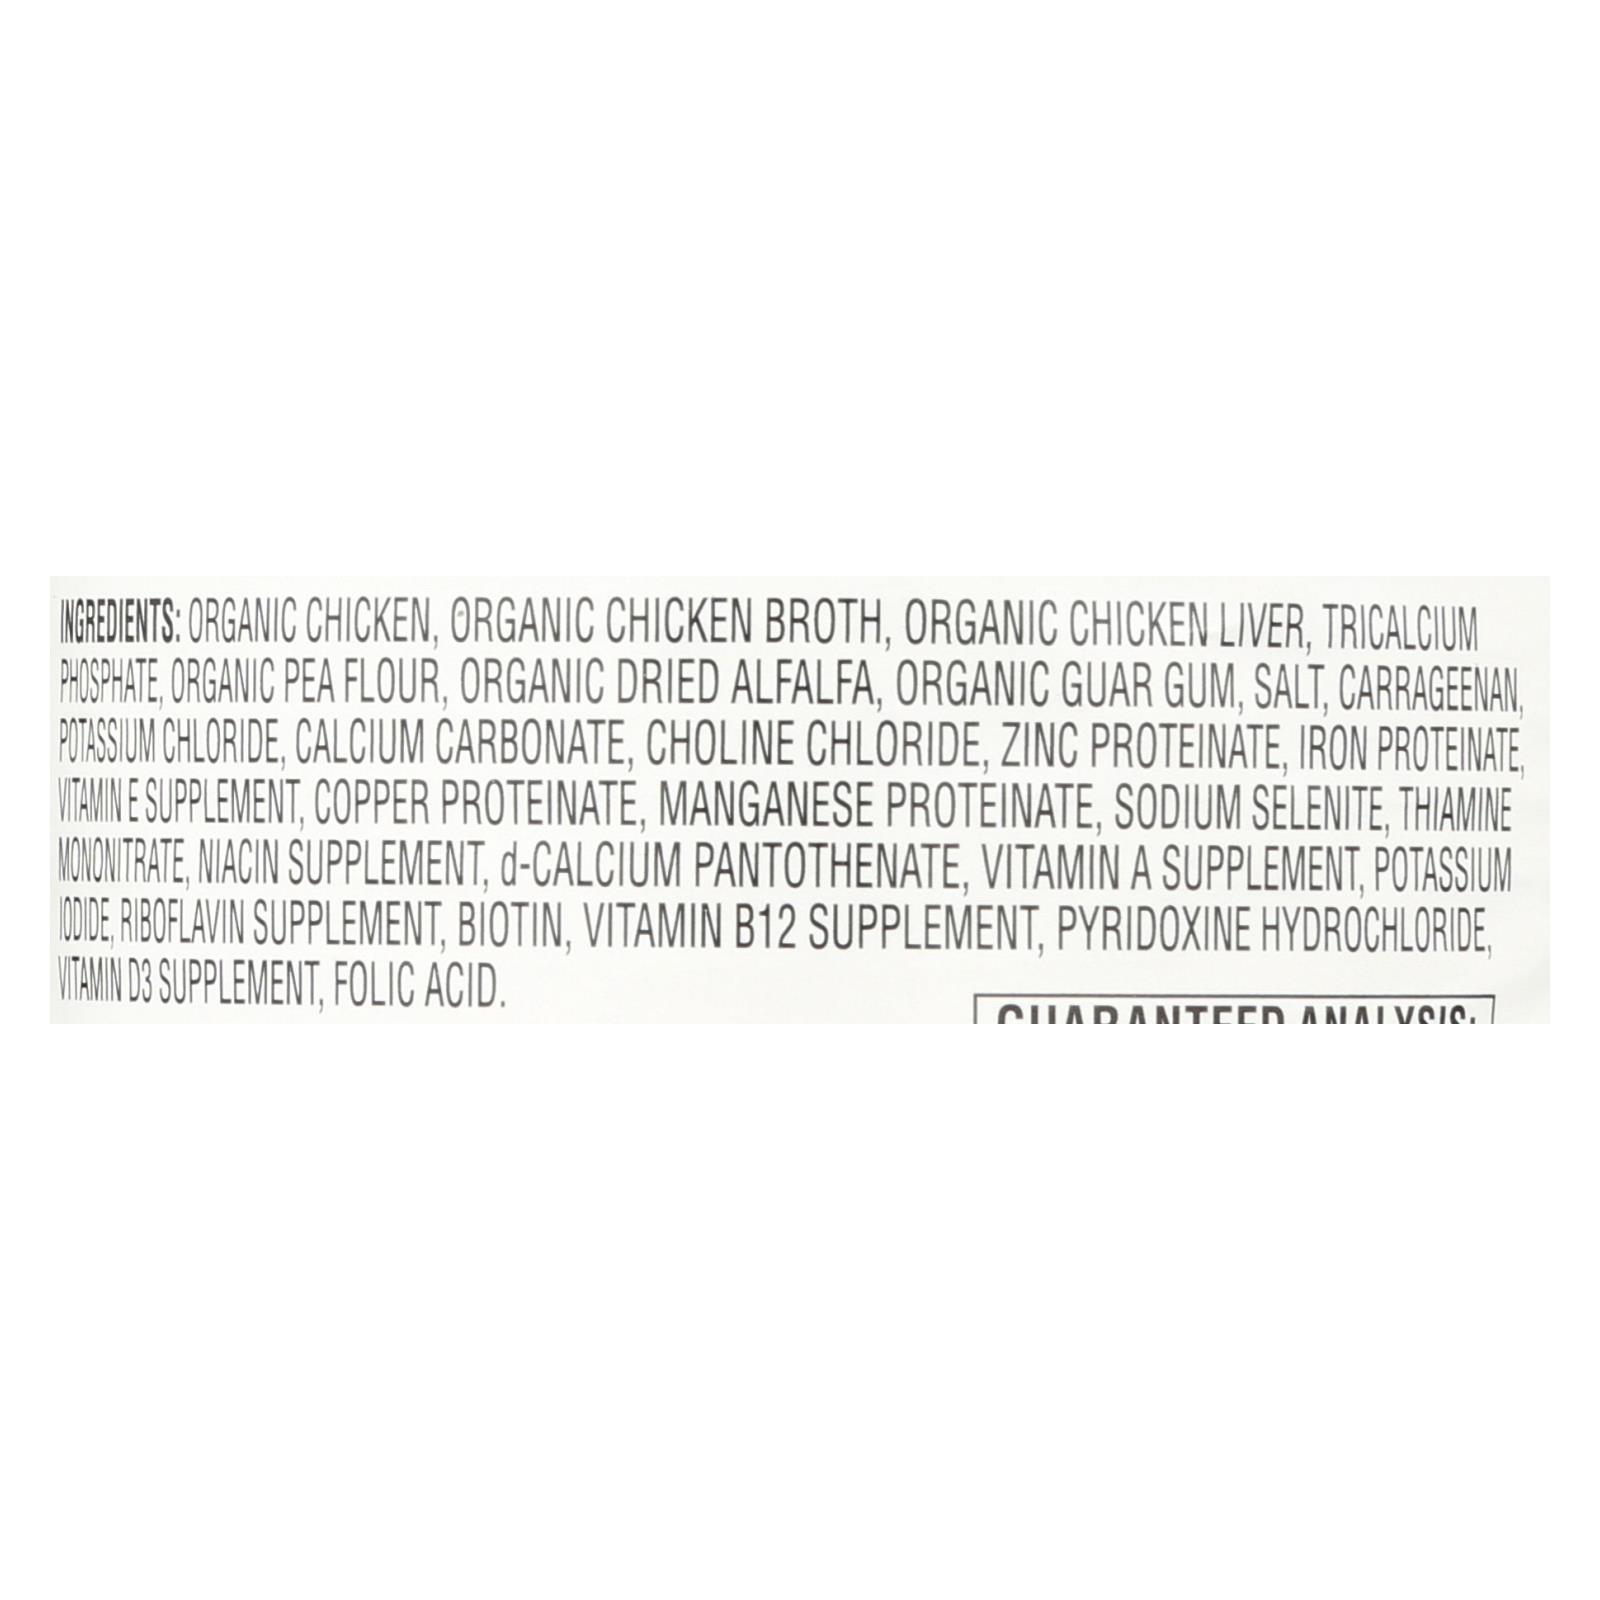 INGREDIENTS: ORGANIC CHICKEN, ORGANIC CHICKEN BROTH, ORGANIC CHICKEN LIVER, TRICALCIUM
PHOSPHATE, ORGANIC PEA FLOUR, ORGANIC DRIED ALFALFA, ORGANIC GUAR GUM, SALT, CARRAGEENAN,
POTASSIUM CHLORIDE, CALCIUM CARBONATE, CHOLINE CHLORIDE, ZINC PROTEINATE, IRON PROTEINATE,
VITAMIN E SUPPLEMENT, COPPER PROTEINATE, MANGANESE PROTEINATE, SODIUM SELENITE, THIAMINE
MONONITRATE, NIACIN SUPPLEMENT, d-CALCIUM PANTOTHENATE, VITAMIN A SUPPLEMENT, POTASSIUM
IODIDE, RIBOFLAVIN SUPPLEMENT, BIOTIN, VITAMIN B12 SUPPLEMENT, PYRIDOXINE HYDROCHLORIDE,
VITAMIN D3 SUPPLEMENT, FOLIC ACID.
GUARANTEED ANALYSIS: